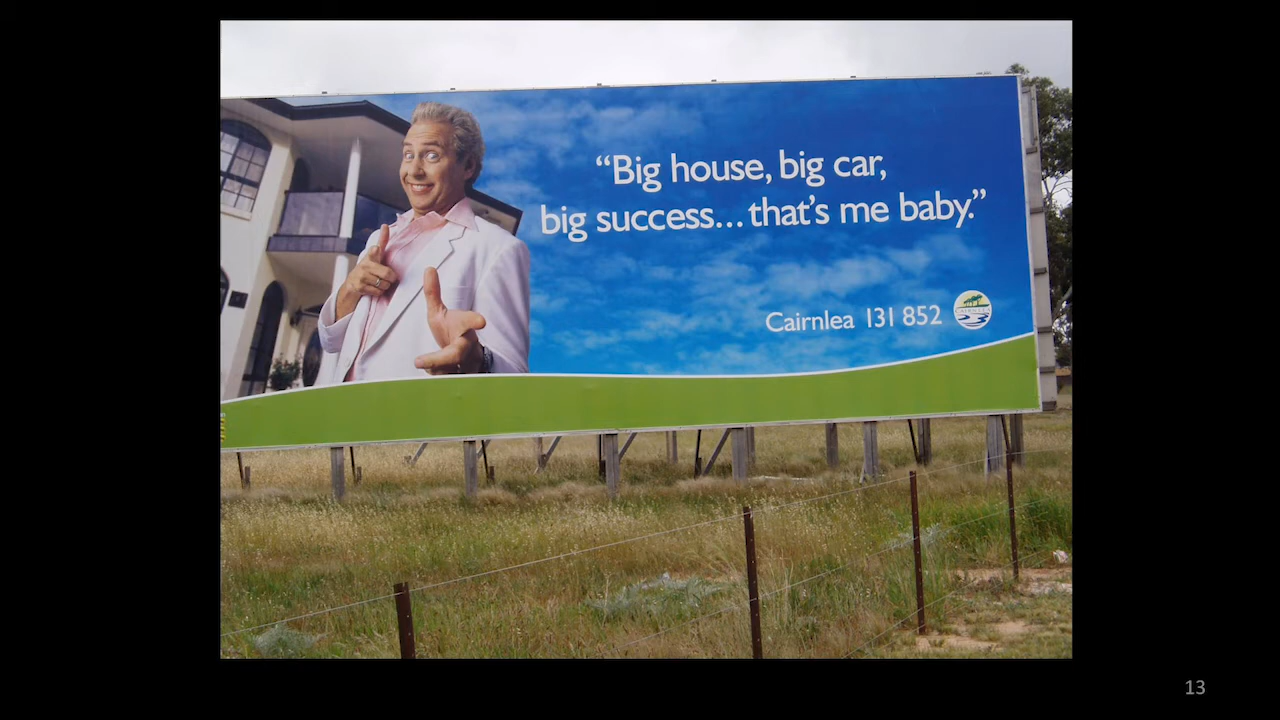 “Big house, big car,
big success... that’s me baby.”
Cairnlea 131 852
13